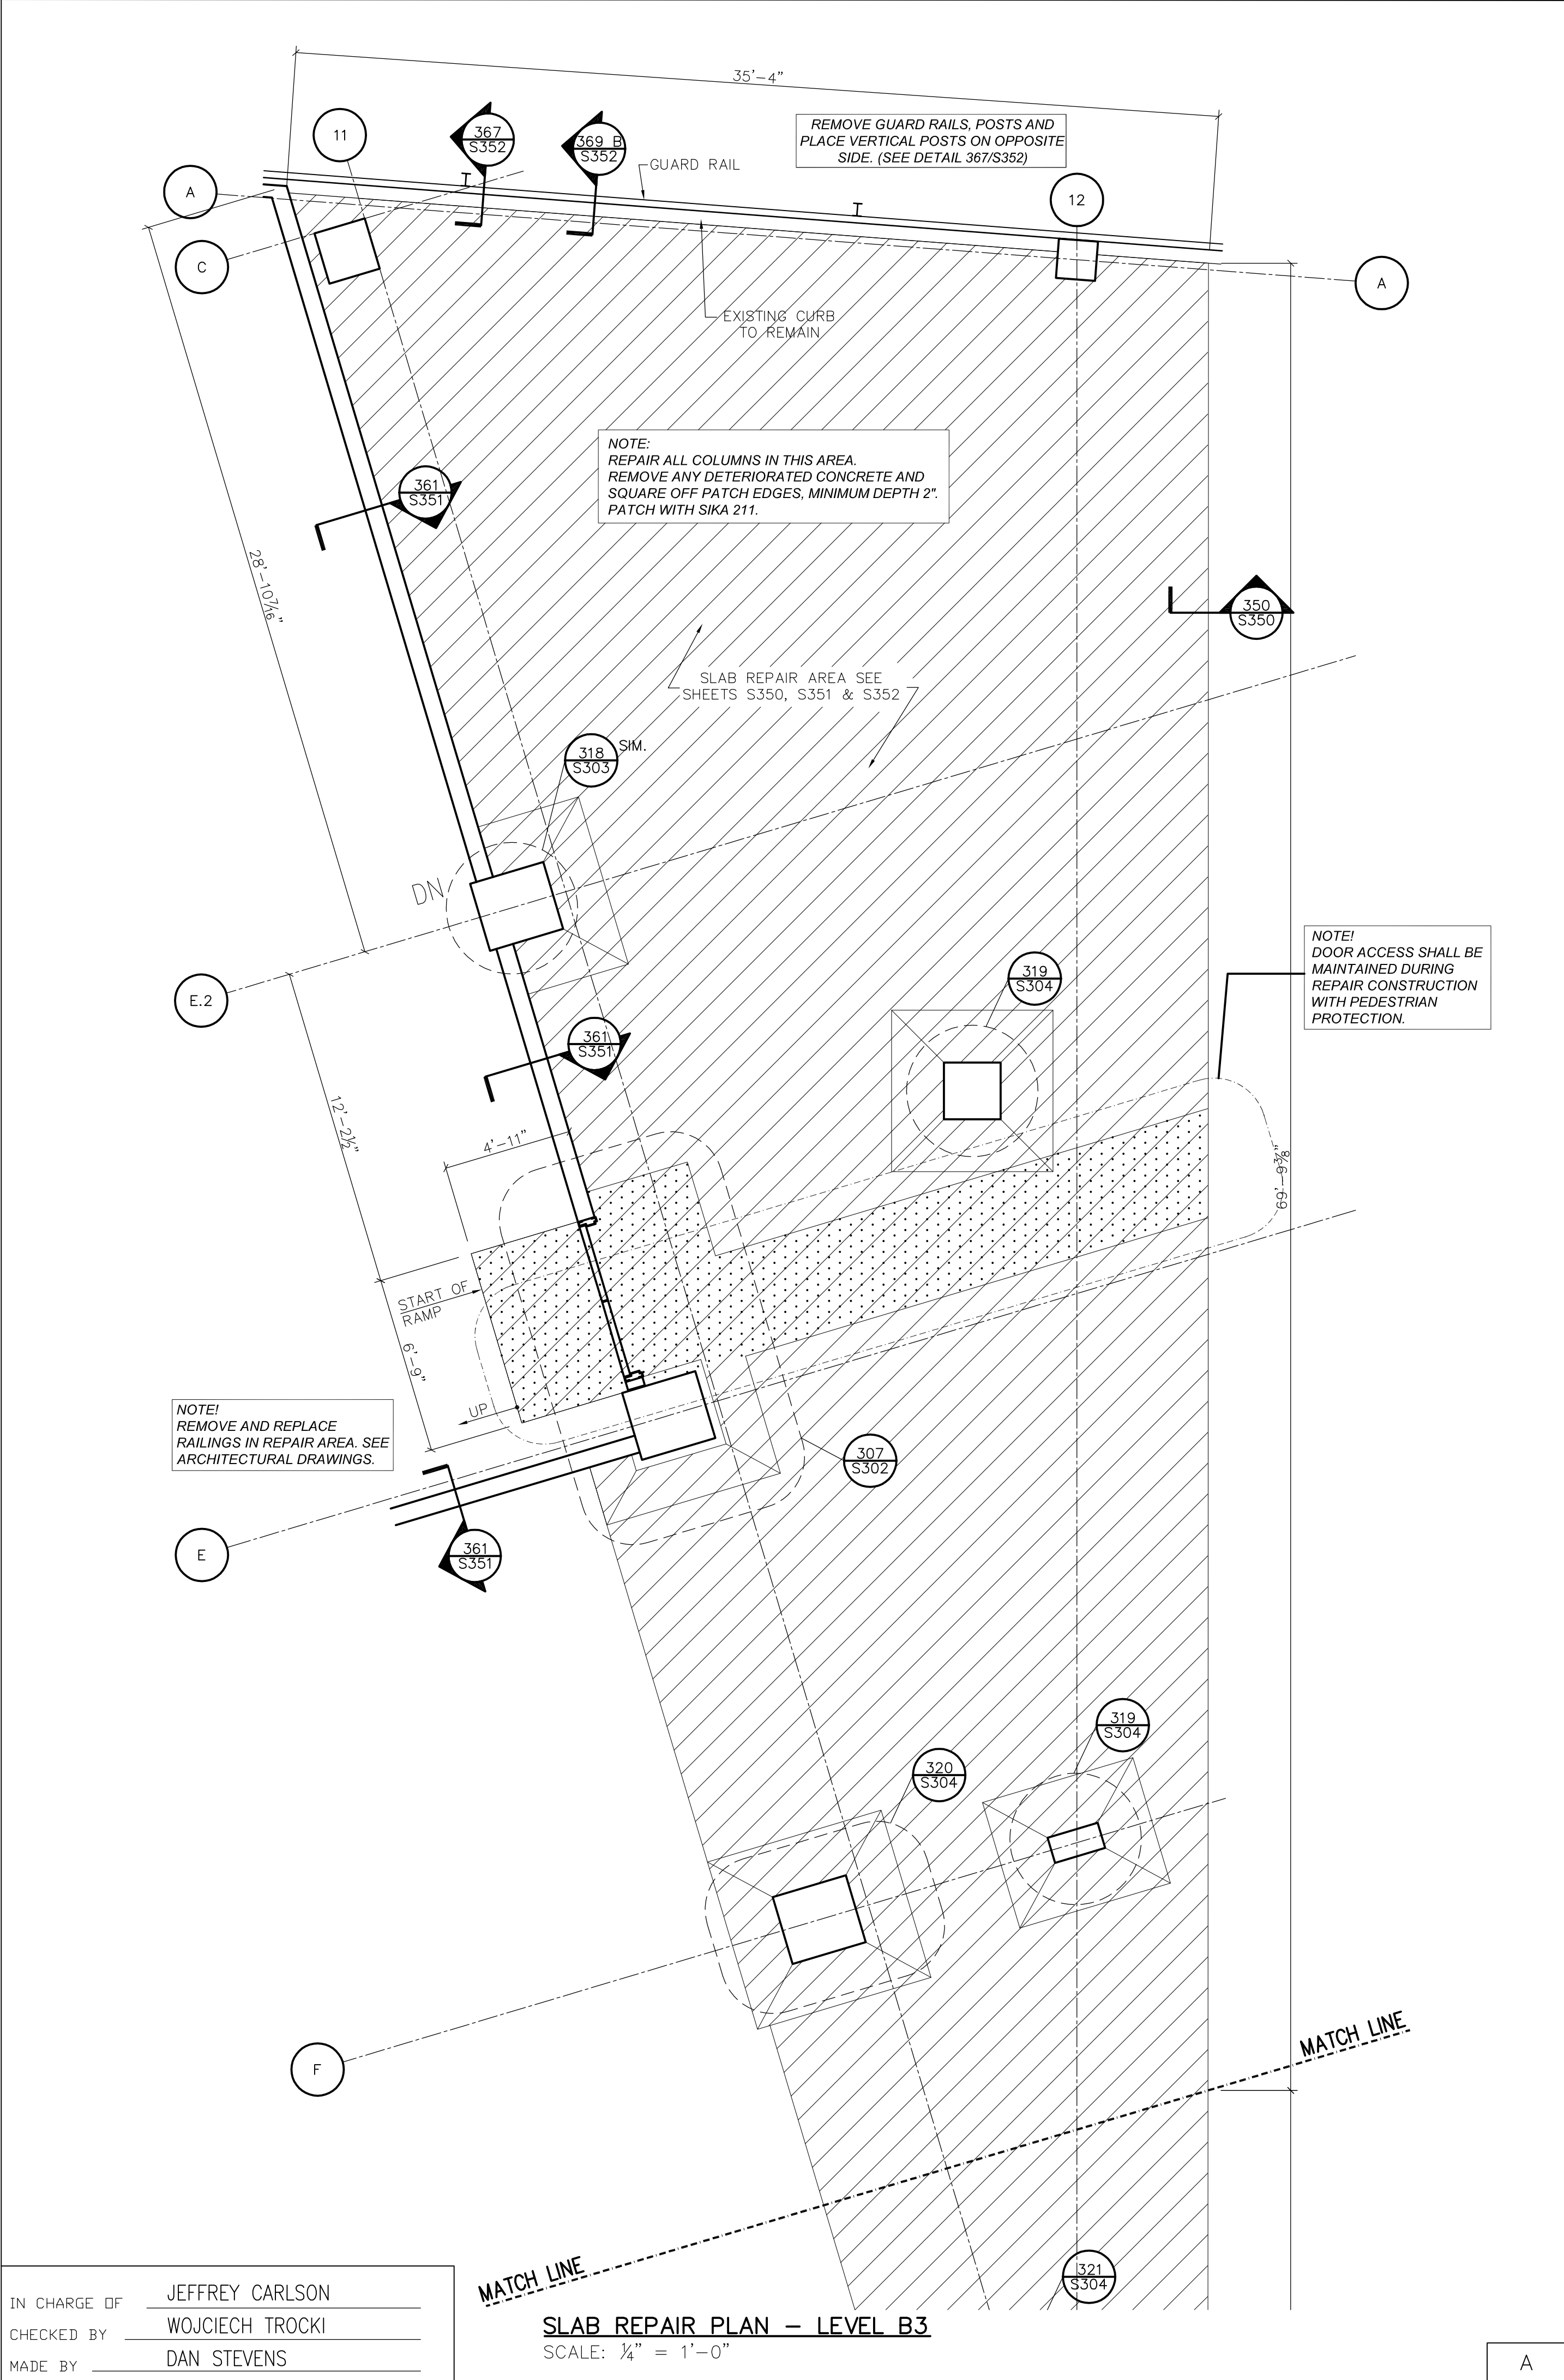 35'-4"
11
367
S352
369 B
S352
GUARD RAIL
REMOVE GUARD RAILS, POSTS AND
PLACE VERTICAL POSTS ON OPPOSITE
SIDE. (SEE DETAIL 367/S352)
A
12
C
A
EXISTING CURB
TO REMAIN
NOTE:
REPAIR ALL COLUMNS IN THIS AREA.
REMOVE ANY DETERIORATED CONCRETE AND
SQUARE OFF PATCH EDGES, MINIMUM DEPTH 2".
PATCH WITH SIKA 211.
361
S351
28'-10 7/16"
350
S350
SLAB REPAIR AREA SEE
SHEETS S350, S351 & S352
318
S303
SIM.
DN
E.2
319
S304
NOTE!
DOOR ACCESS SHALL BE
MAINTAINED DURING
REPAIR CONSTRUCTION
WITH PEDESTRIAN
PROTECTION.
361
S351
12'-2½"
4'-11"
69'-9⅜"
START OF
RAMP
6'-9"
UP
NOTE!
REMOVE AND REPLACE
RAILINGS IN REPAIR AREA. SEE
ARCHITECTURAL DRAWINGS.
307
S302
E
361
S351
319
S304
320
S304
F
MATCH LINE
MATCH LINE
321
S304
SLAB REPAIR PLAN – LEVEL B3
SCALE: ¼" = 1'-0"
IN CHARGE OF JEFFREY CARLSON
CHECKED BY WOJCIECH TROCKI
MADE BY DAN STEVENS
A